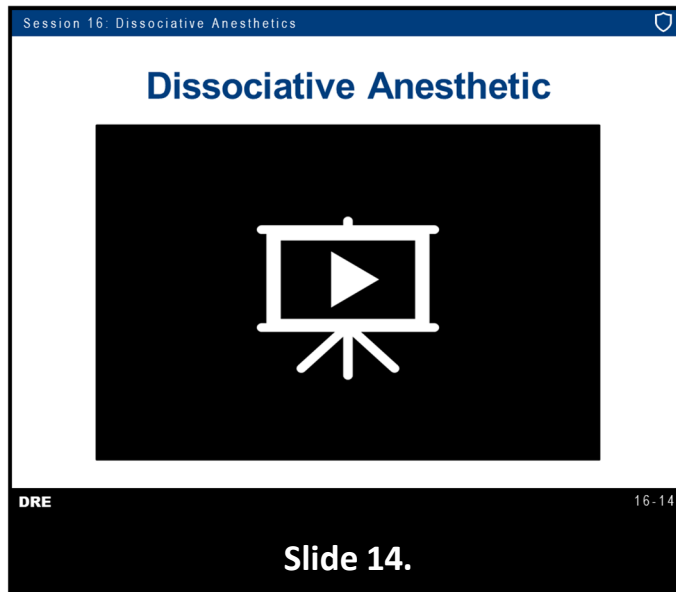 Session 16: Dissociative Anesthetics
Dissociative Anesthetic
DRE
16-14
Slide 14.